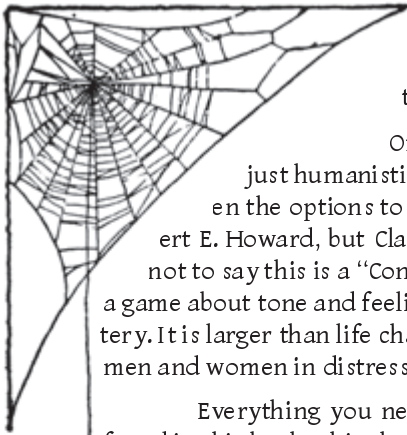 t
O
just humanisti
en the options to
ert E. Howard, but Cla
not to say this is a “Con
a game about tone and feeli
tery. It is larger than life cha
men and women in distress
Everything you ne